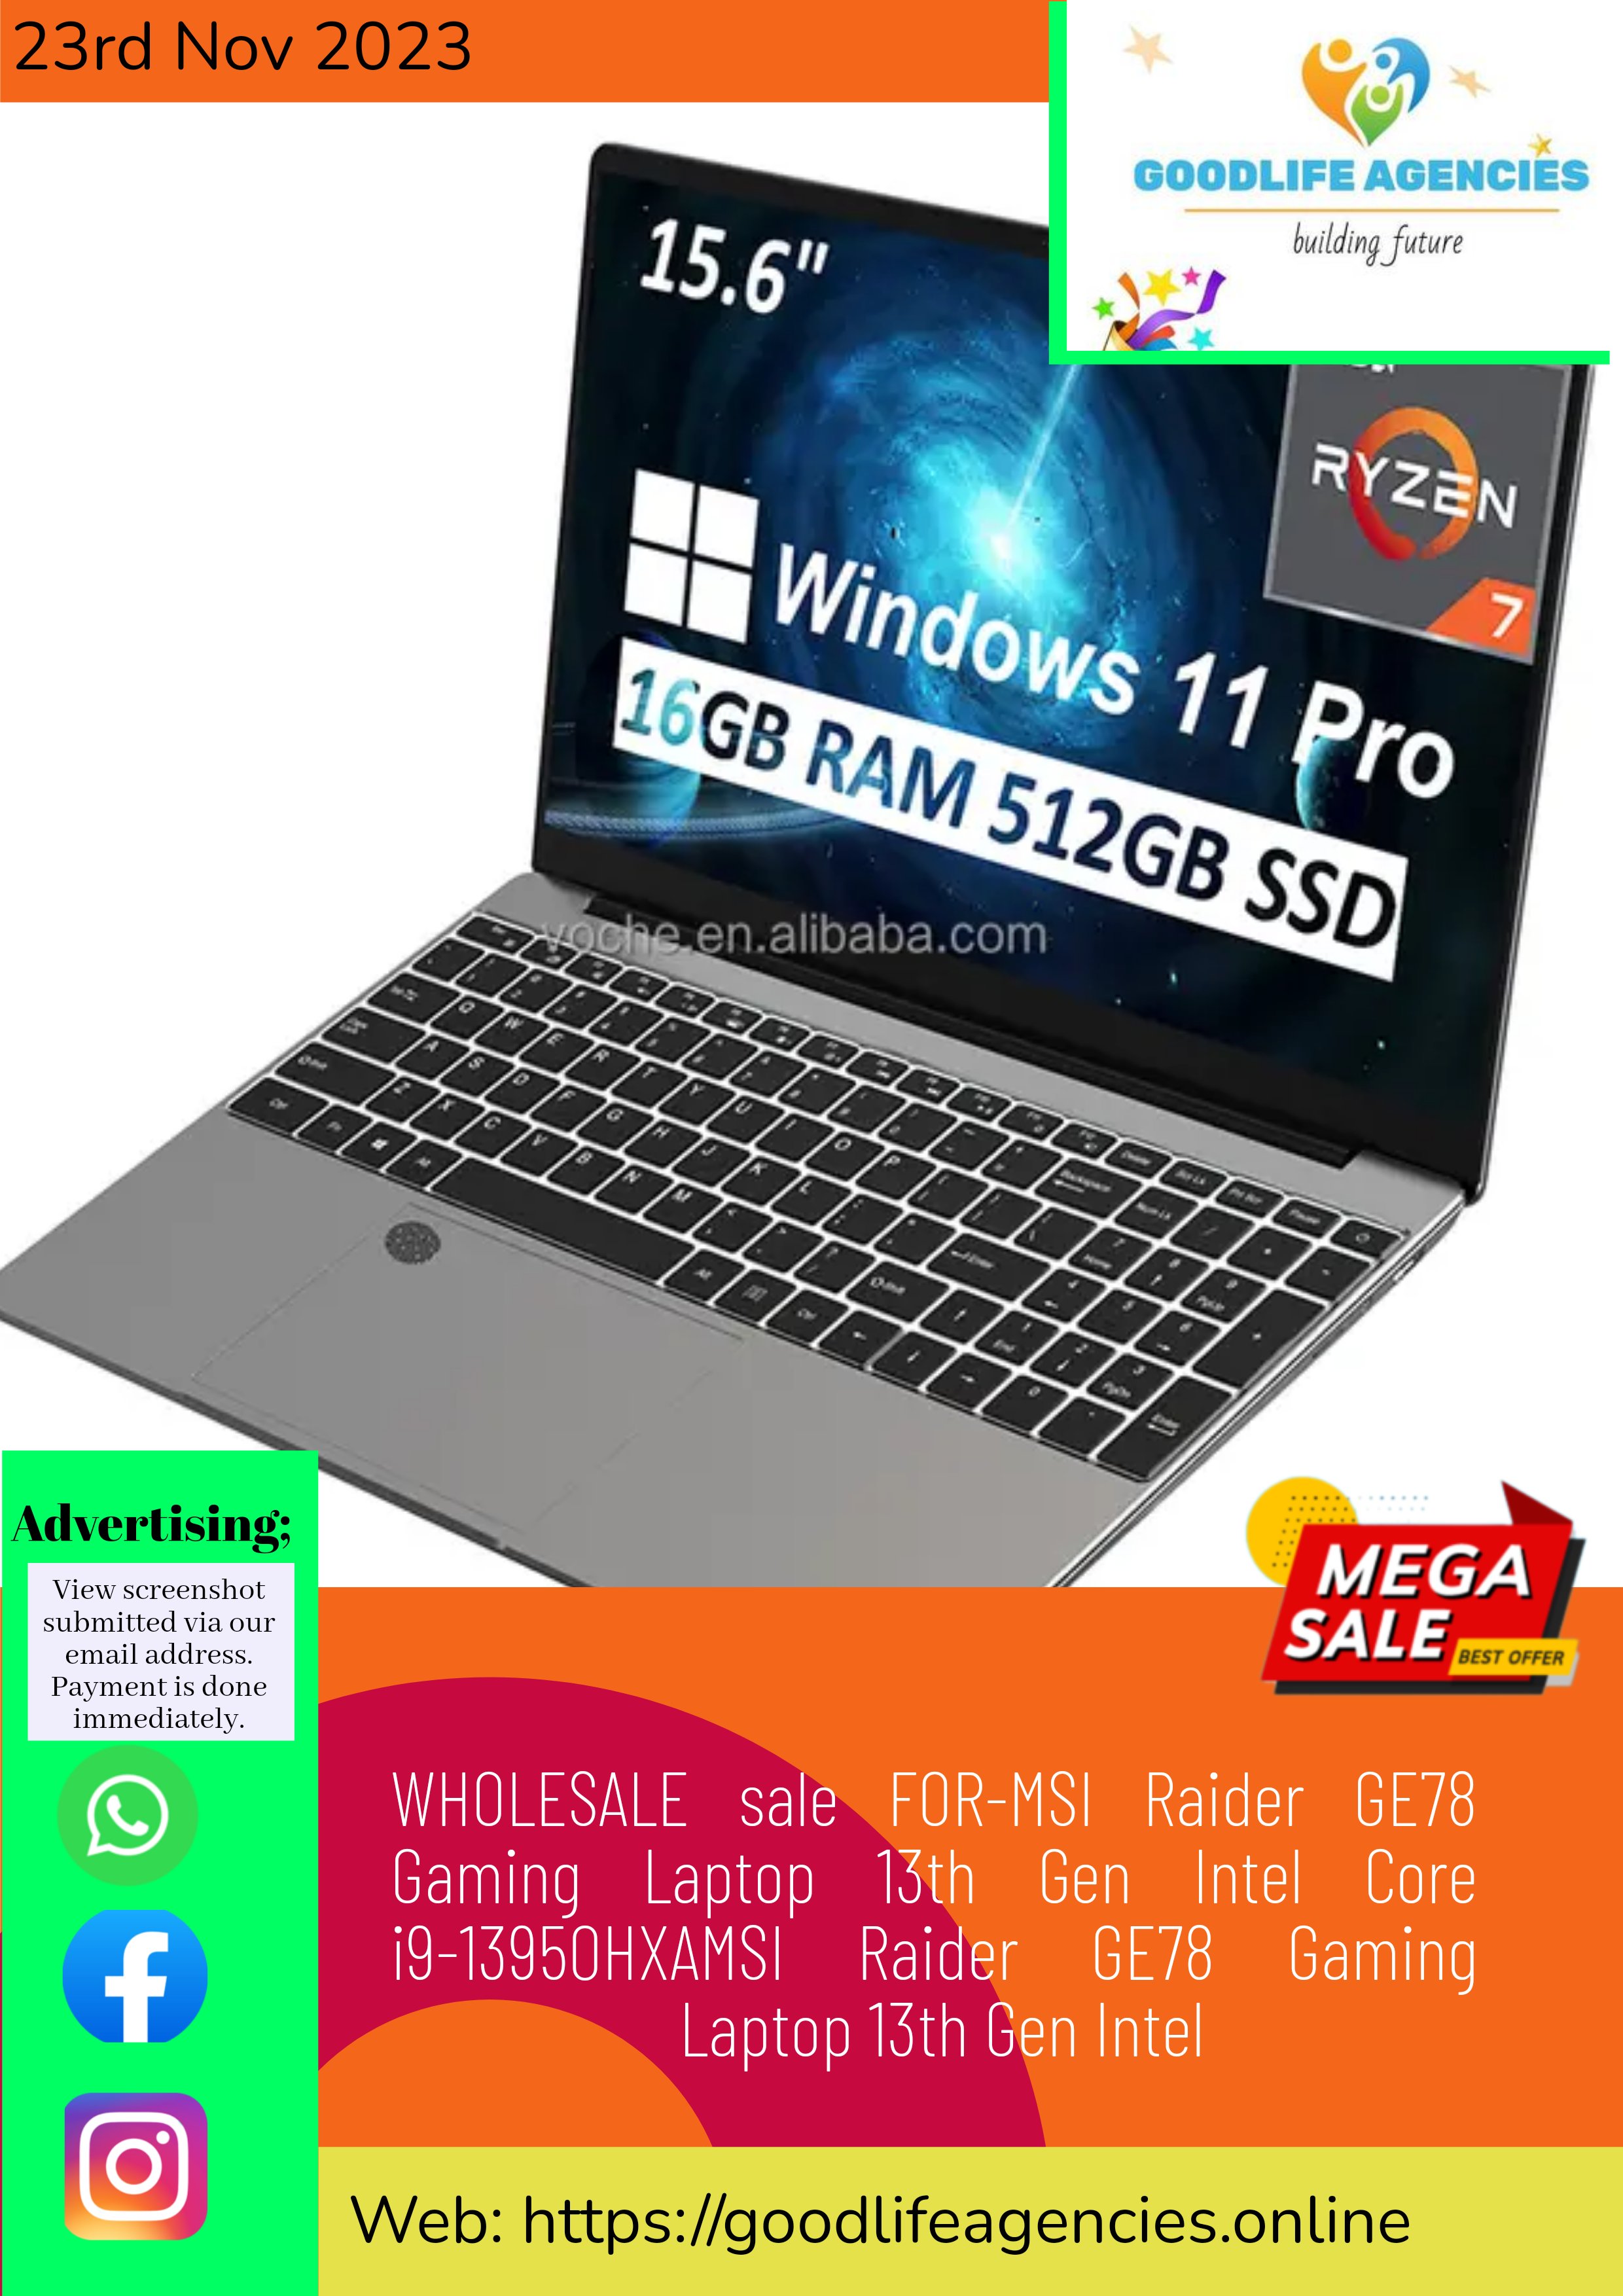 23rd Nov 2023
GOODLIFE AGENCIES
building future
15.6"
RYZEN
7
Windows 11 Pro
16GB RAM 512GB SSD
voche.en.alibaba.com
Q W E R T Y U I O P
A S D F G H J K L
Z X C V B N M
Backspace
Enter
Advertising;
View screenshot
submitted via our
email address.
Payment is done
immediately.
MEGA
SALE
BEST OFFER
WHOLESALE sale FOR-MSI Raider GE78
Gaming Laptop 13th Gen Intel Core
i9-13950HXAMSI Raider GE78 Gaming
Laptop 13th Gen Intel
Web: https://goodlifeagencies.online